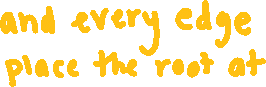 and every edge
place the root at